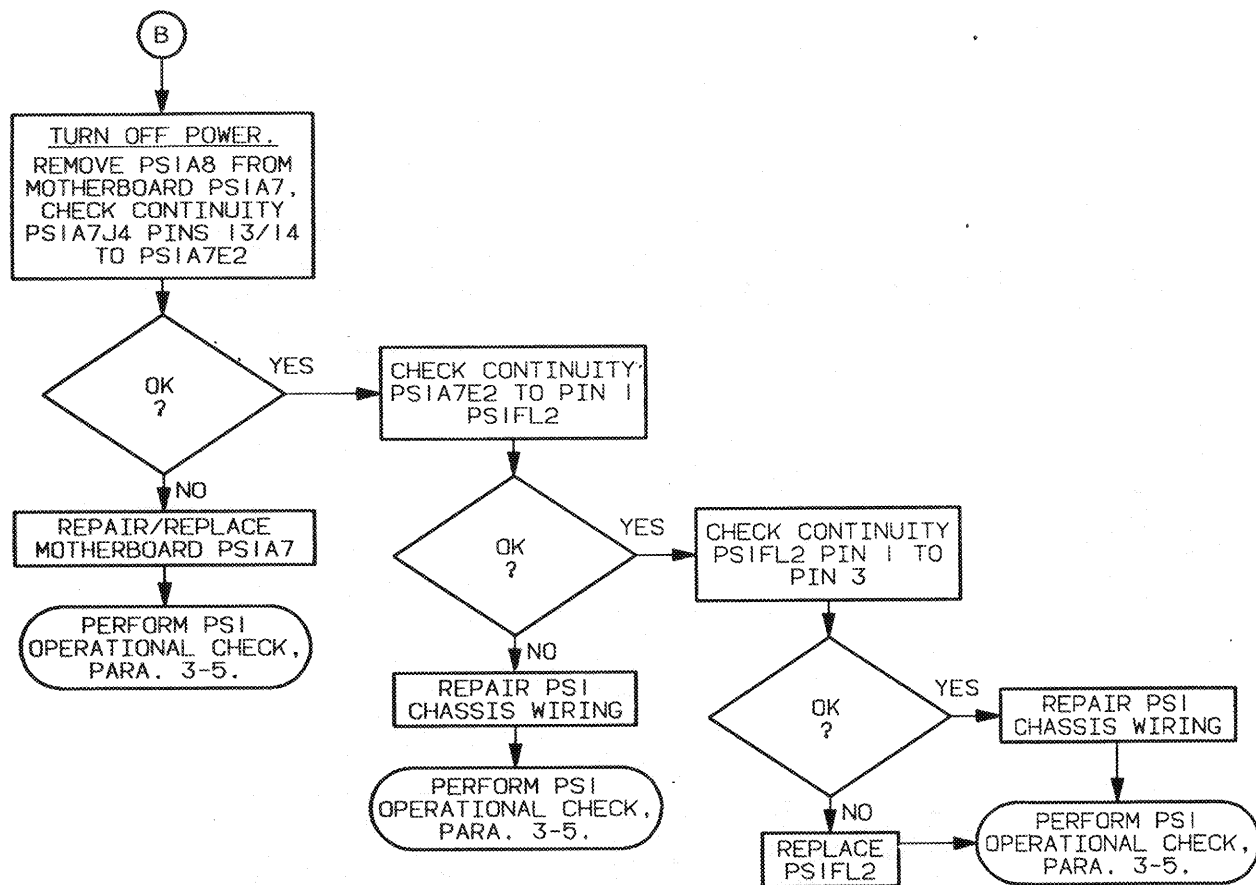 B
TURN OFF POWER.
REMOVE PS1A8 FROM
MOTHERBOARD PS1A7,
CHECK CONTINUITY
PS1A7J4 PINS 13/14
TO PS1A7E2
OK
?
YES
NO
REPAIR/REPLACE
MOTHERBOARD PS1A7
PERFORM PS1
OPERATIONAL CHECK,
PARA. 3-5.
CHECK CONTINUITY
PS1A7E2 TO PIN 1
PS1FL2
OK
?
YES
NO
REPAIR PS1
CHASSIS WIRING
PERFORM PS1
OPERATIONAL CHECK,
PARA. 3-5.
CHECK CONTINUITY
PS1FL2 PIN 1 TO
PIN 3
OK
?
YES
NO
REPLACE
PS1FL2
REPAIR PS1
CHASSIS WIRING
PERFORM PS1
OPERATIONAL CHECK,
PARA. 3-5.